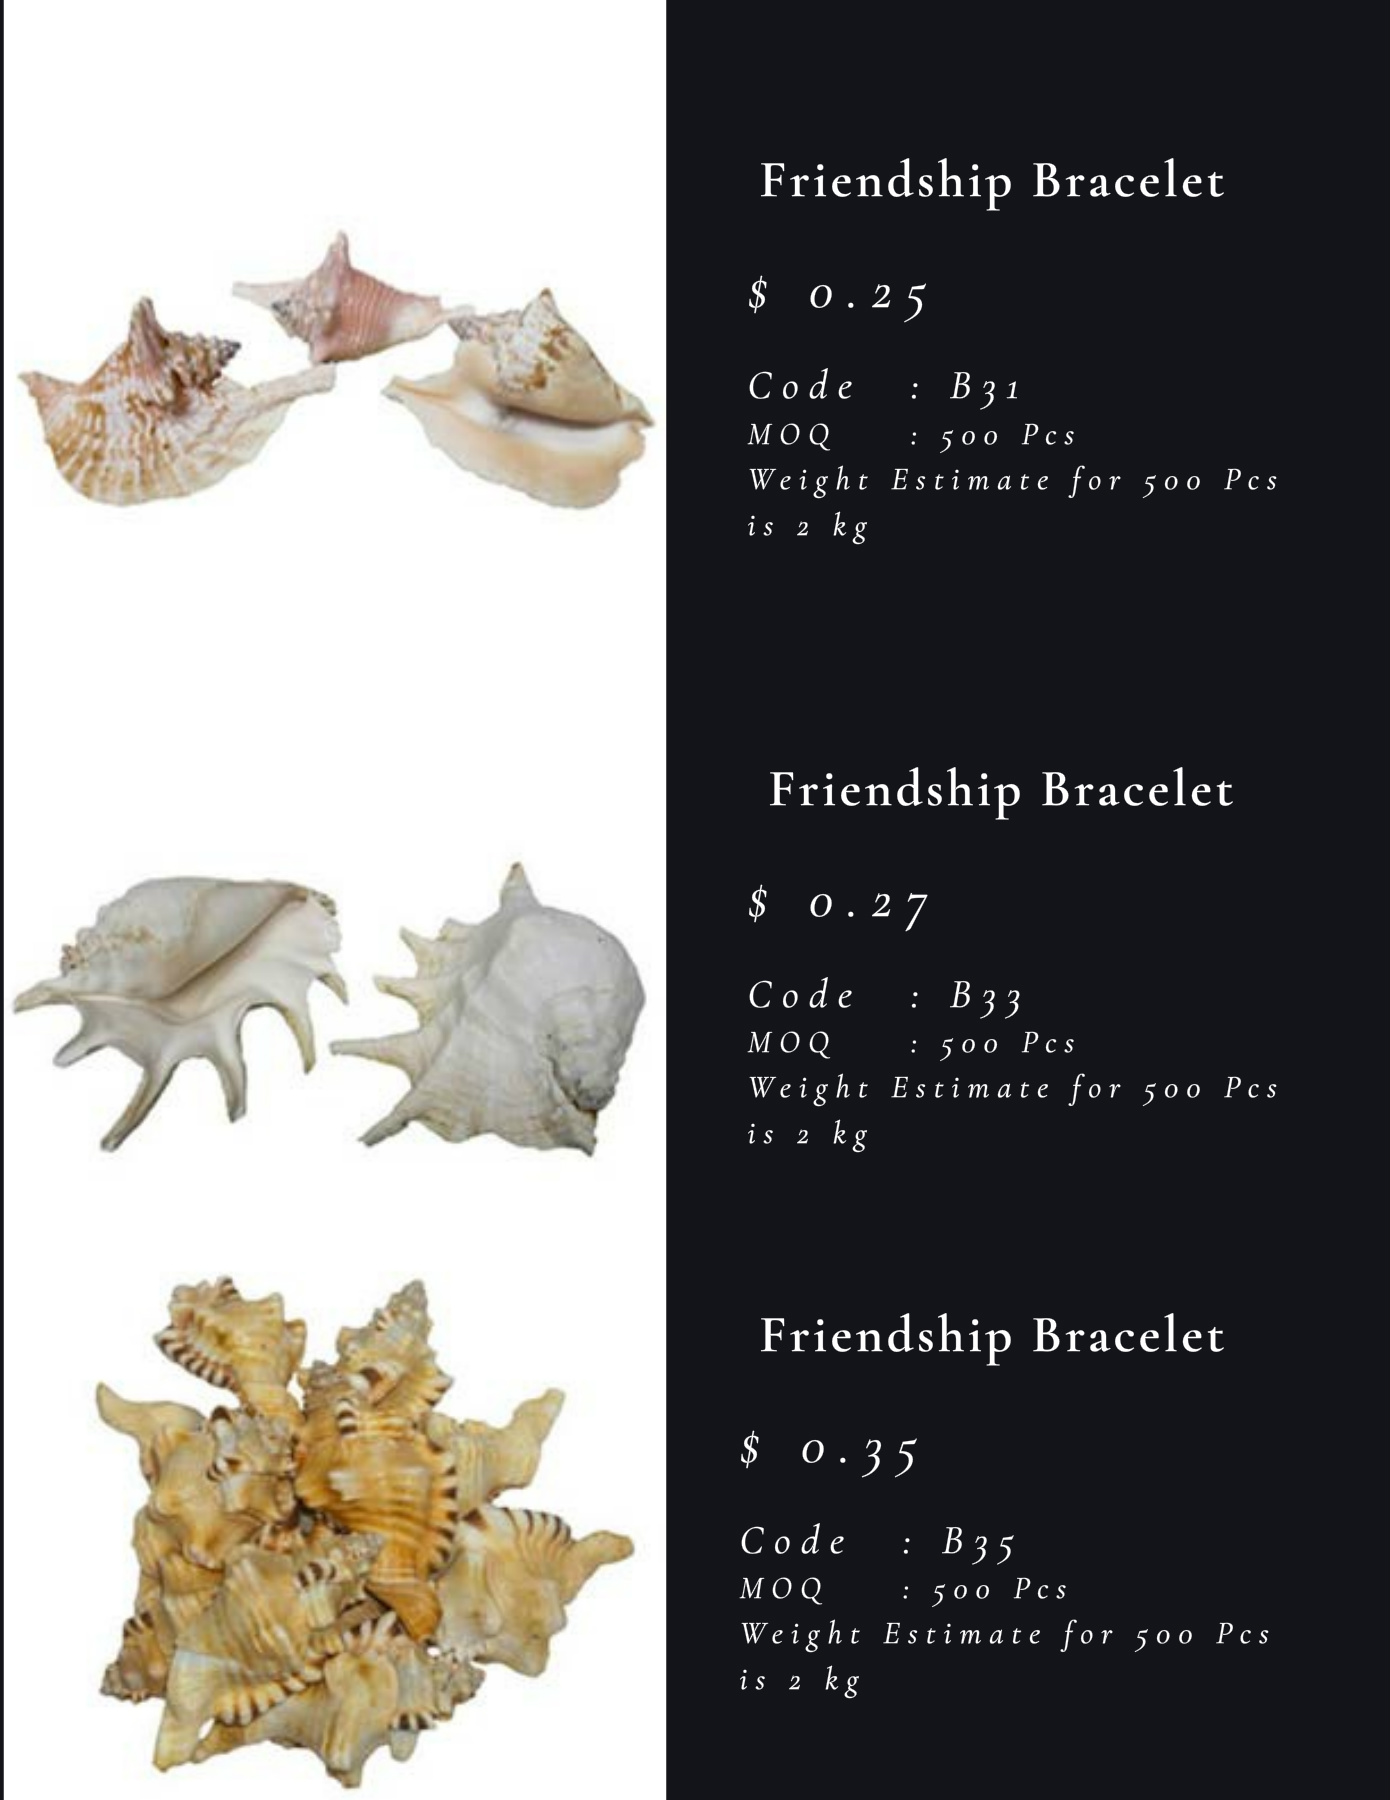 Friendship Bracelet
$ 0.25
Code : B31
MOQ : 500 Pcs
Weight Estimate for 500 Pcs
is 2 kg
Friendship Bracelet
$ 0.27
Code : B33
MOQ : 500 Pcs
Weight Estimate for 500 Pcs
is 2 kg
Friendship Bracelet
$ 0.35
Code : B35
MOQ : 500 Pcs
Weight Estimate for 500 Pcs
is 2 kg